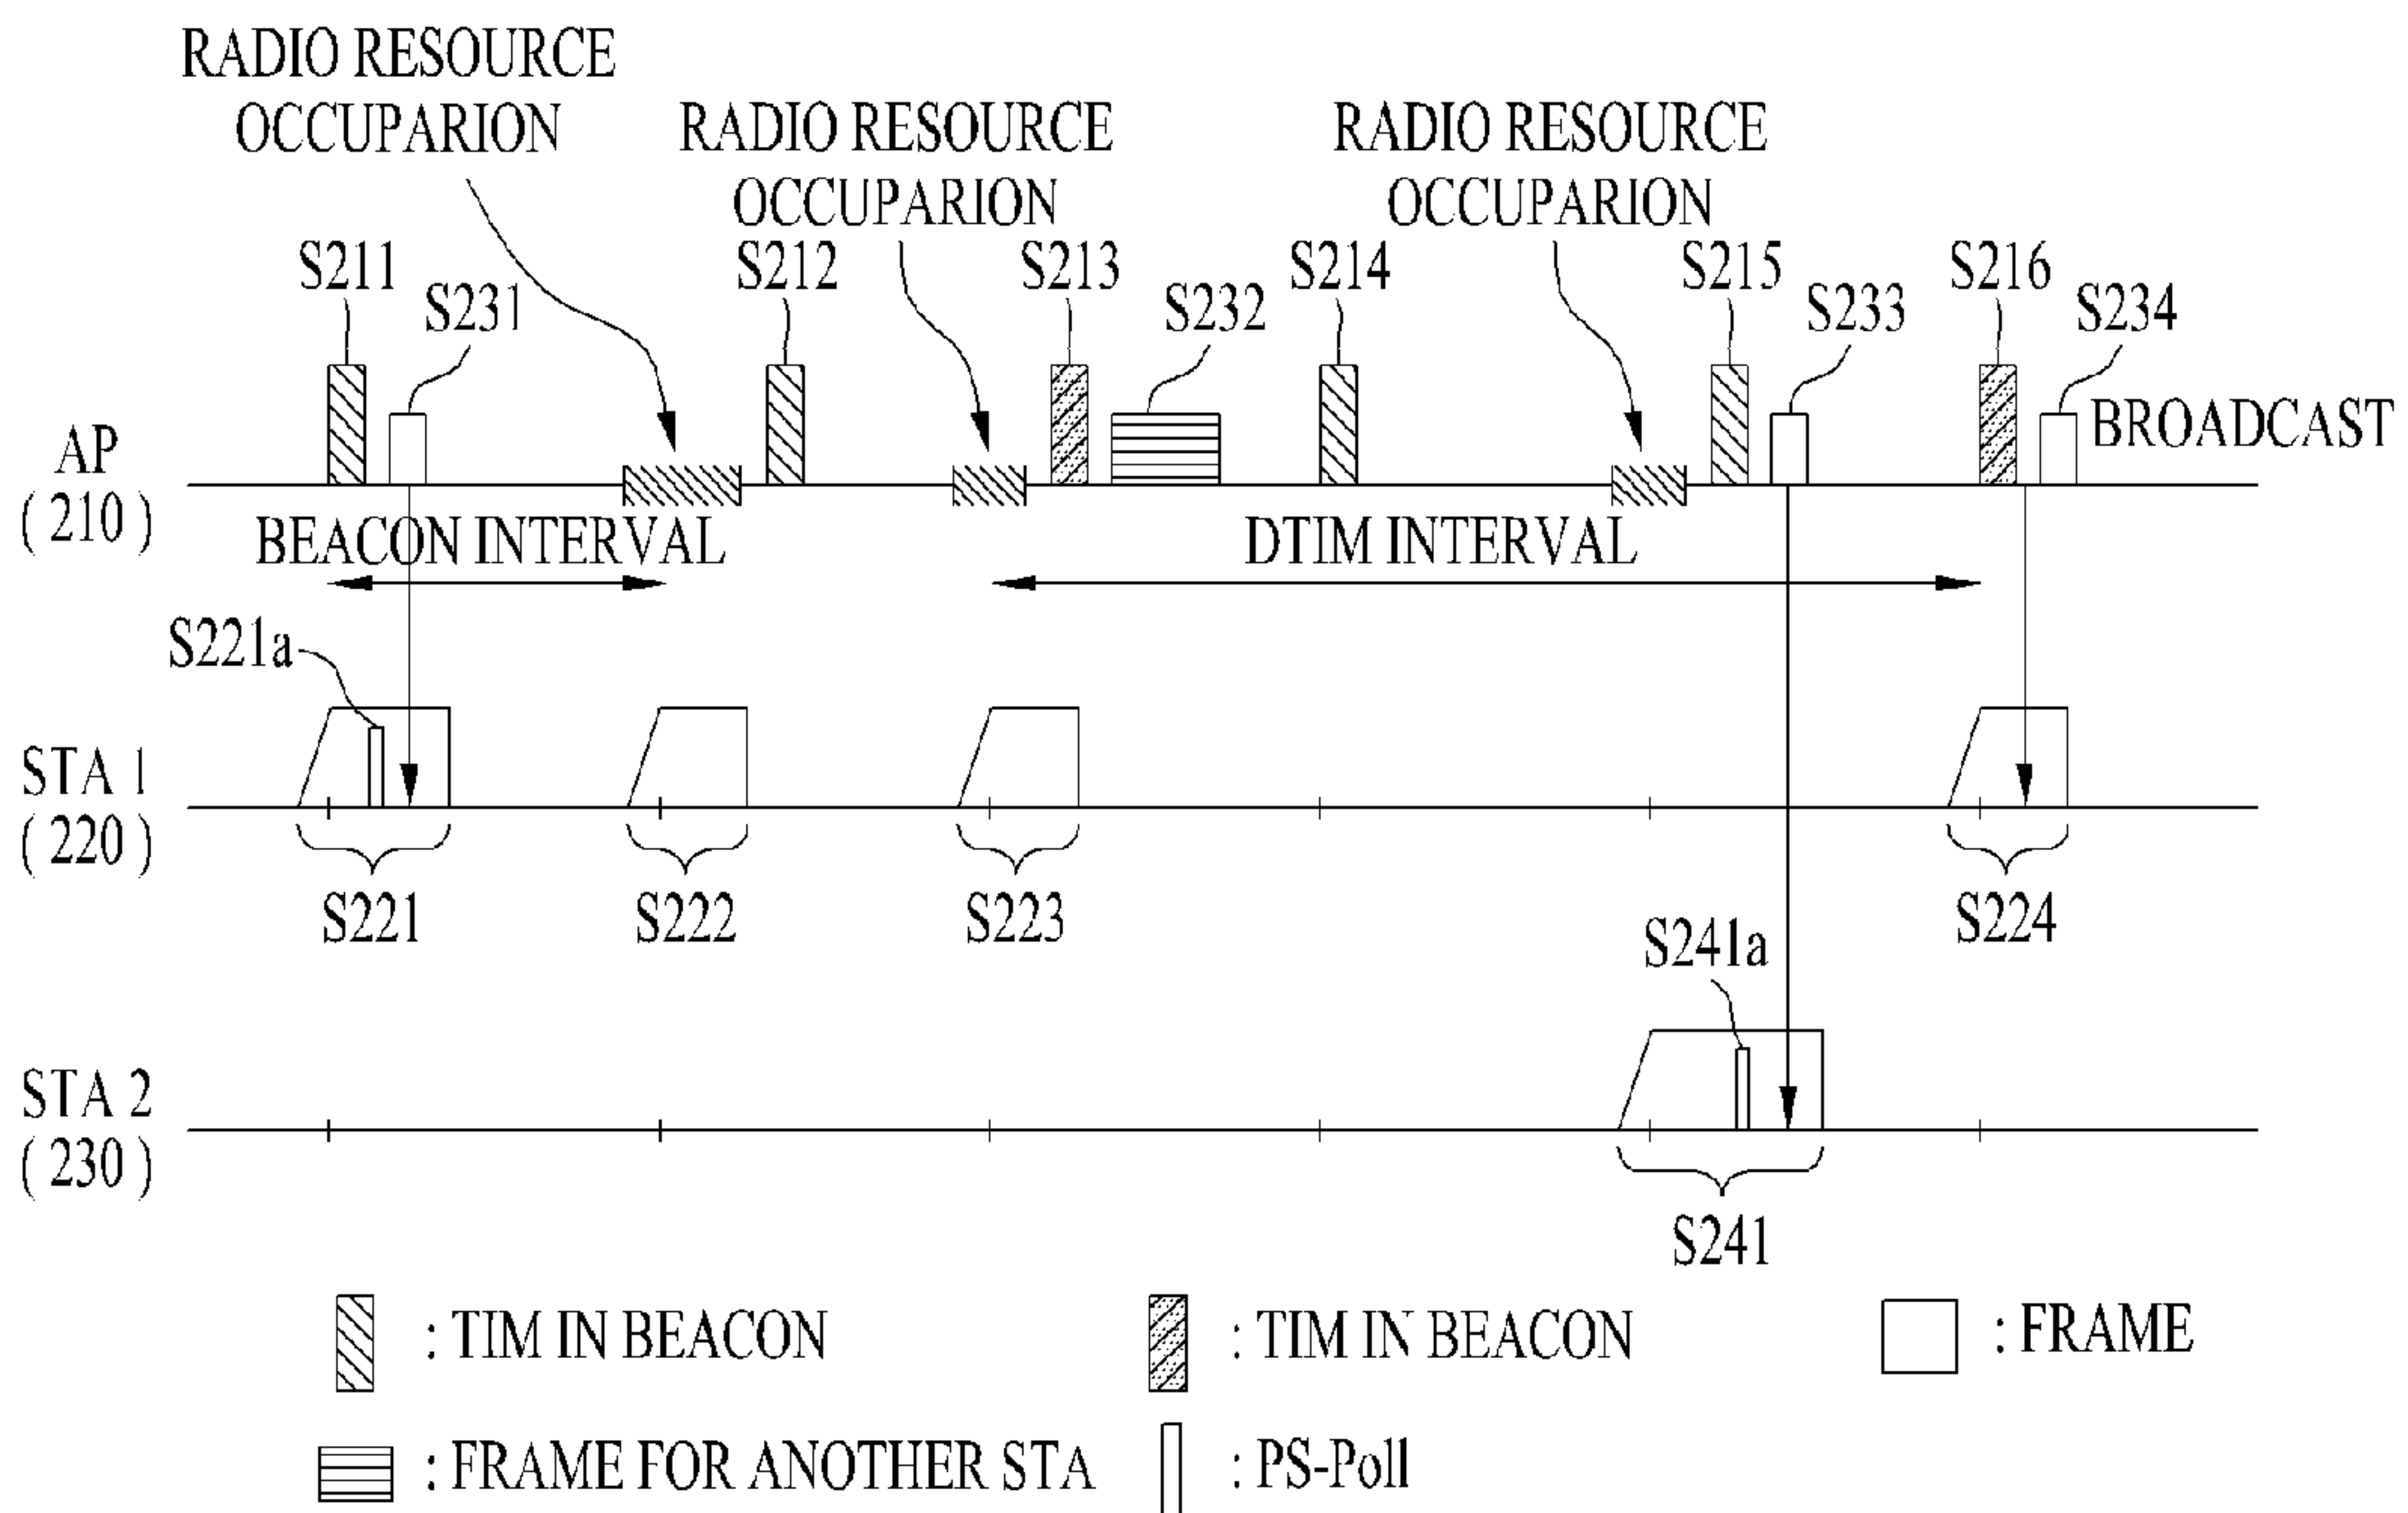 RADIO RESOURCE
OCCUPARION
RADIO RESOURCE
OCCUPARION
RADIO RESOURCE
OCCUPARION
S211
S231
S212
S213
S232
S214
S215
S233
S216
S234
BROADCAST
AP
( 210 )
BEACON INTERVAL
DTIM INTERVAL
S221a
STA 1
( 220 )
S221
S222
S223
S224
S241a
STA 2
( 230 )
S241
: TIM IN BEACON
: TIM IN BEACON
: FRAME
: FRAME FOR ANOTHER STA
: PS-Poll